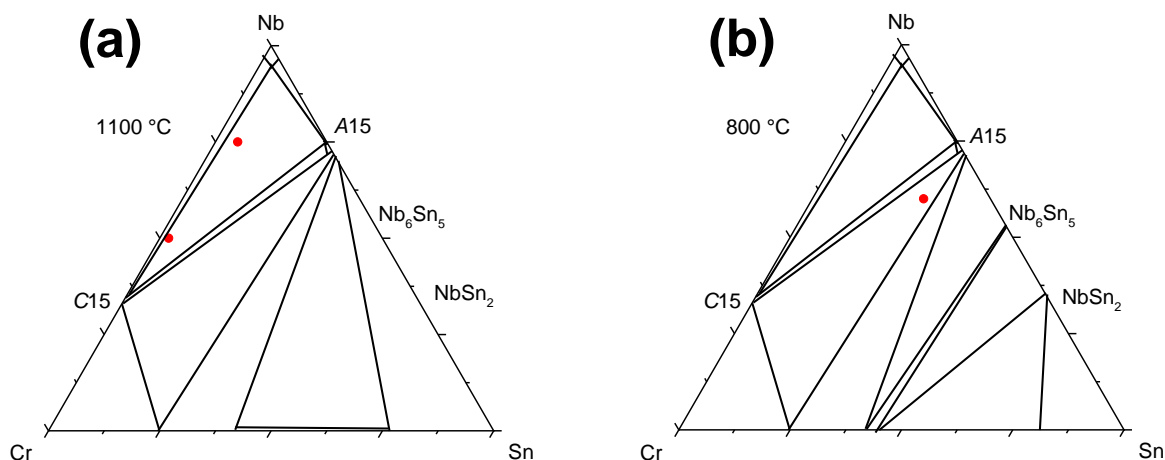 (a)
Nb
1100 °C
A15
Nb6Sn5
NbSn2
C15
Cr
Sn
(b)
Nb
800 °C
A15
Nb6Sn5
NbSn2
C15
Cr
Sn